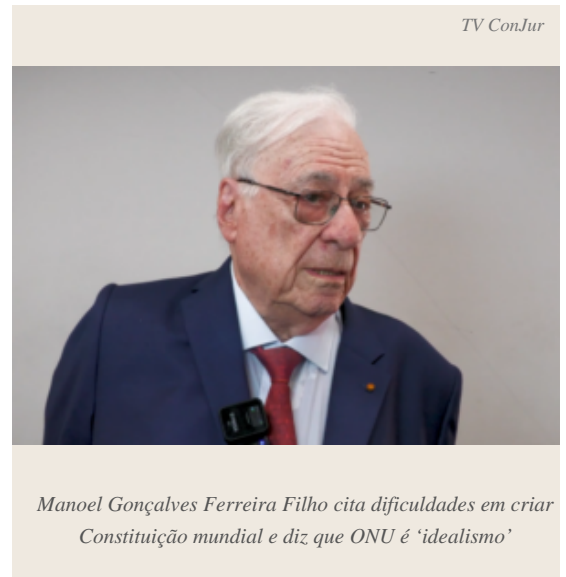 TV ConJur
Manoel Gonçalves Ferreira Filho cita dificuldades em criar
Constituição mundial e diz que ONU é ‘idealismo’